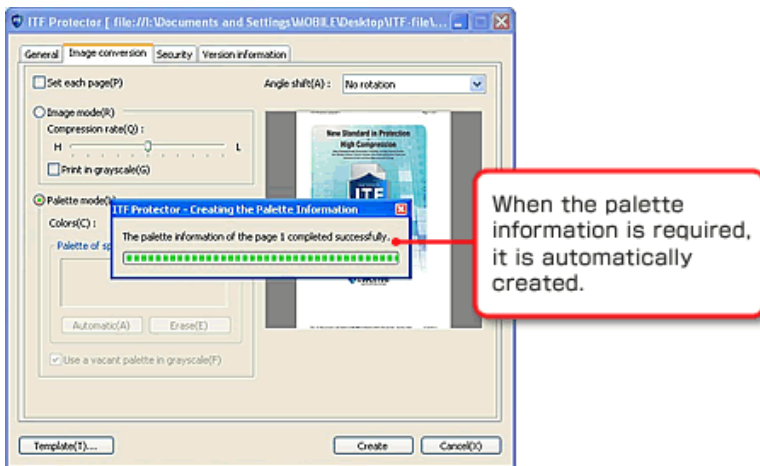 ITF Protector [ file://I:\Documents and Settings\MOBILE\Desktop\ITF-file\...
General Image conversion Security Version information
Set each page(P)
Angle shift(A) : No rotation
Image mode(R)
Compression rate(Q) :
H L
Print in grayscale(G)
New Standard in Protection
High Compression
ITF
Palette mode
Colors(C) :
Palette of sp
ITF Protector - Creating the Palette Information
The palette information of the page 1 completed successfully.
Automatic(A) Erase(E)
Use a vacant palette in grayscale(F)
Template(T)....
Create Cancel(X)
When the palette
information is required,
it is automatically
created.